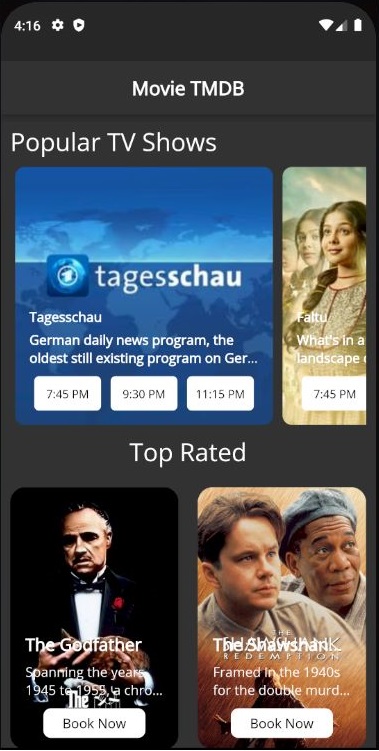 4:16
Movie TMDB
Popular TV Shows
tagesschau
Tagesschau
German daily news program, the
oldest still existing program on Ger...
7:45 PM 9:30 PM 11:15 PM
Faltu
What's in a
landscape
7:45 PM
Top Rated
The Godfather
Spanning the years
1945 to 1955, a chro...
The
Book Now
The Shawshan...
THE
SHAWSHANK
REDEMPTION
Framed in the 1940s
for the double murd...
Book Now